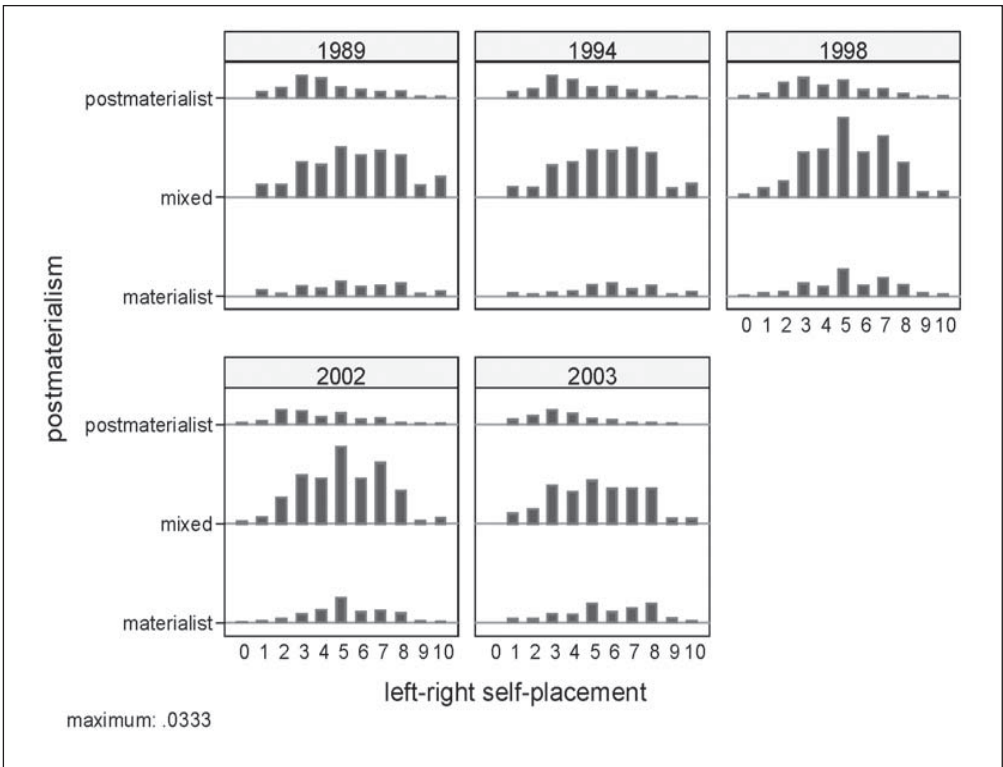 1989 1994 1998
postmaterialist
mixed
materialist
0 1 2 3 4 5 6 7 8 9 10
postmaterialism
2002 2003
postmaterialist
mixed
materialist
0 1 2 3 4 5 6 7 8 9 10 0 1 2 3 4 5 6 7 8 9 10
left-right self-placement
maximum: .0333